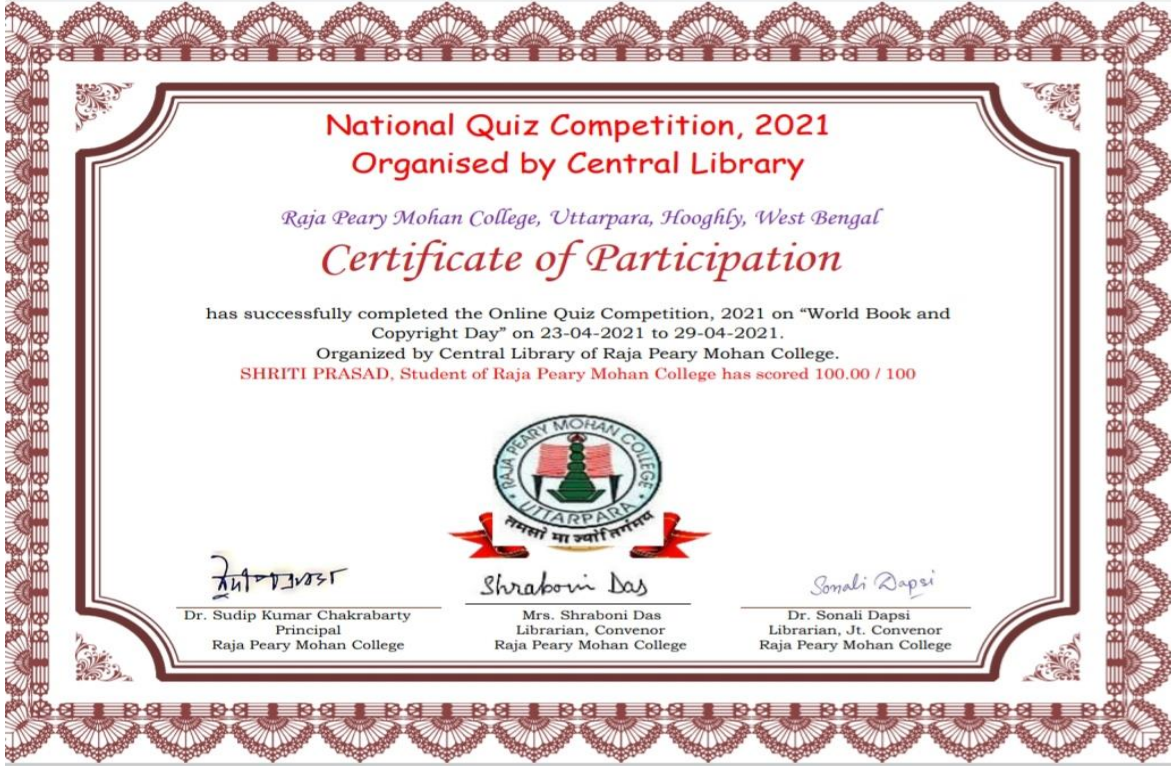 National Quiz Competition, 2021
Organised by Central Library
Raja Peary Mohan College, Uttarpara, Hooghly, West Bengal
Certificate of Participation
has successfully completed the Online Quiz Competition, 2021 on “World Book and
Copyright Day” on 23-04-2021 to 29-04-2021.
Organized by Central Library of Raja Peary Mohan College.
SHRITI PRASAD, Student of Raja Peary Mohan College has scored 100.00 / 100
RAJA PEARY MOHAN COLLEGE
UTTARPARA
तमसो मा ज्योतिर्गमय
Shraboni Das
Sonali Dapsi
Dr. Sudip Kumar Chakrabarty
Principal
Raja Peary Mohan College
Mrs. Shraboni Das
Librarian, Convenor
Raja Peary Mohan College
Dr. Sonali Dapsi
Librarian, Jt. Convenor
Raja Peary Mohan College